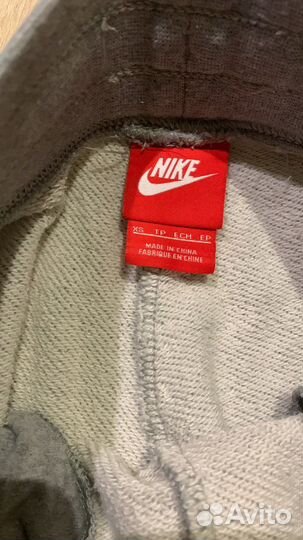 NIKE
XS TP ECH EP
MADE IN CHINA
FABRIQUE EN CHINE
Avito